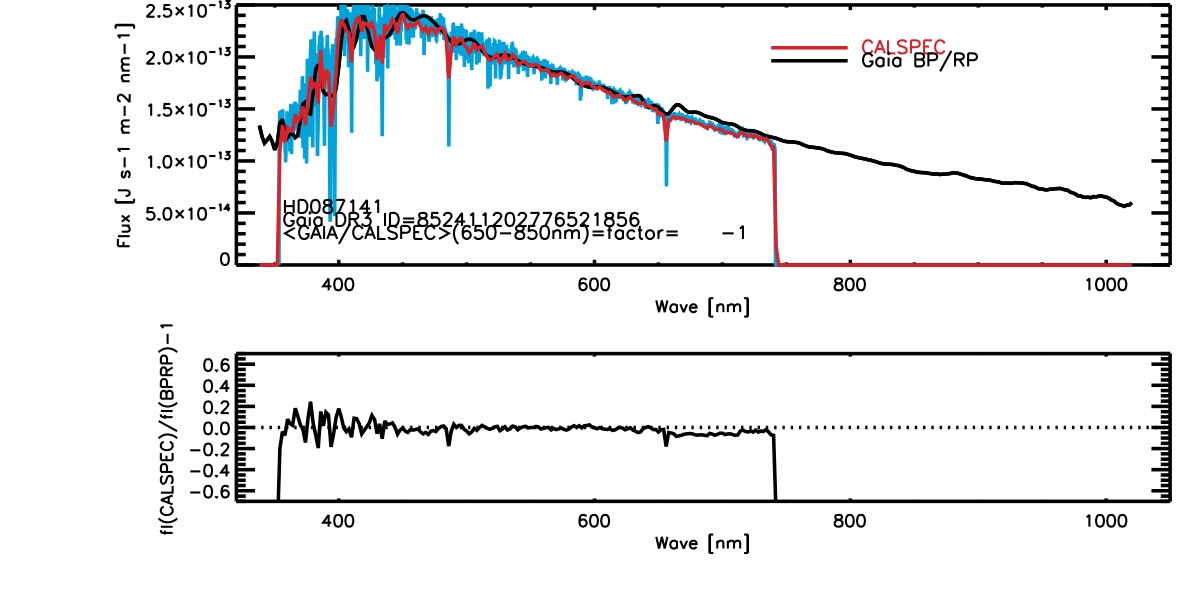 2.5×10−13
2.0×10−13
1.5×10−13
1.0×10−13
5.0×10−14
0
Flux [J s−1 m−2 nm−1]
CALSPEC
Gaia BP/RP
HD087141
Gaia DR3 ID=852411202776521856
<GAIA/CALSPEC>(650−850nm)=factor= −1
400 600 800 1000
Wave [nm]
0.6
0.4
0.2
0.0
−0.2
−0.4
−0.6
fl(CALSPEC)/fl(BPRP)−1
400 600 800 1000
Wave [nm]